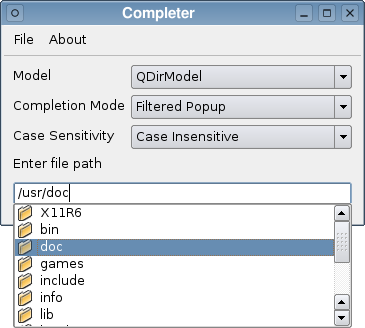 Completer
File About
Model QDirModel
Completion Mode Filtered Popup
Case Sensitivity Case Insensitive
Enter file path
/usr/doc
X11R6
bin
doc
games
include
info
lib